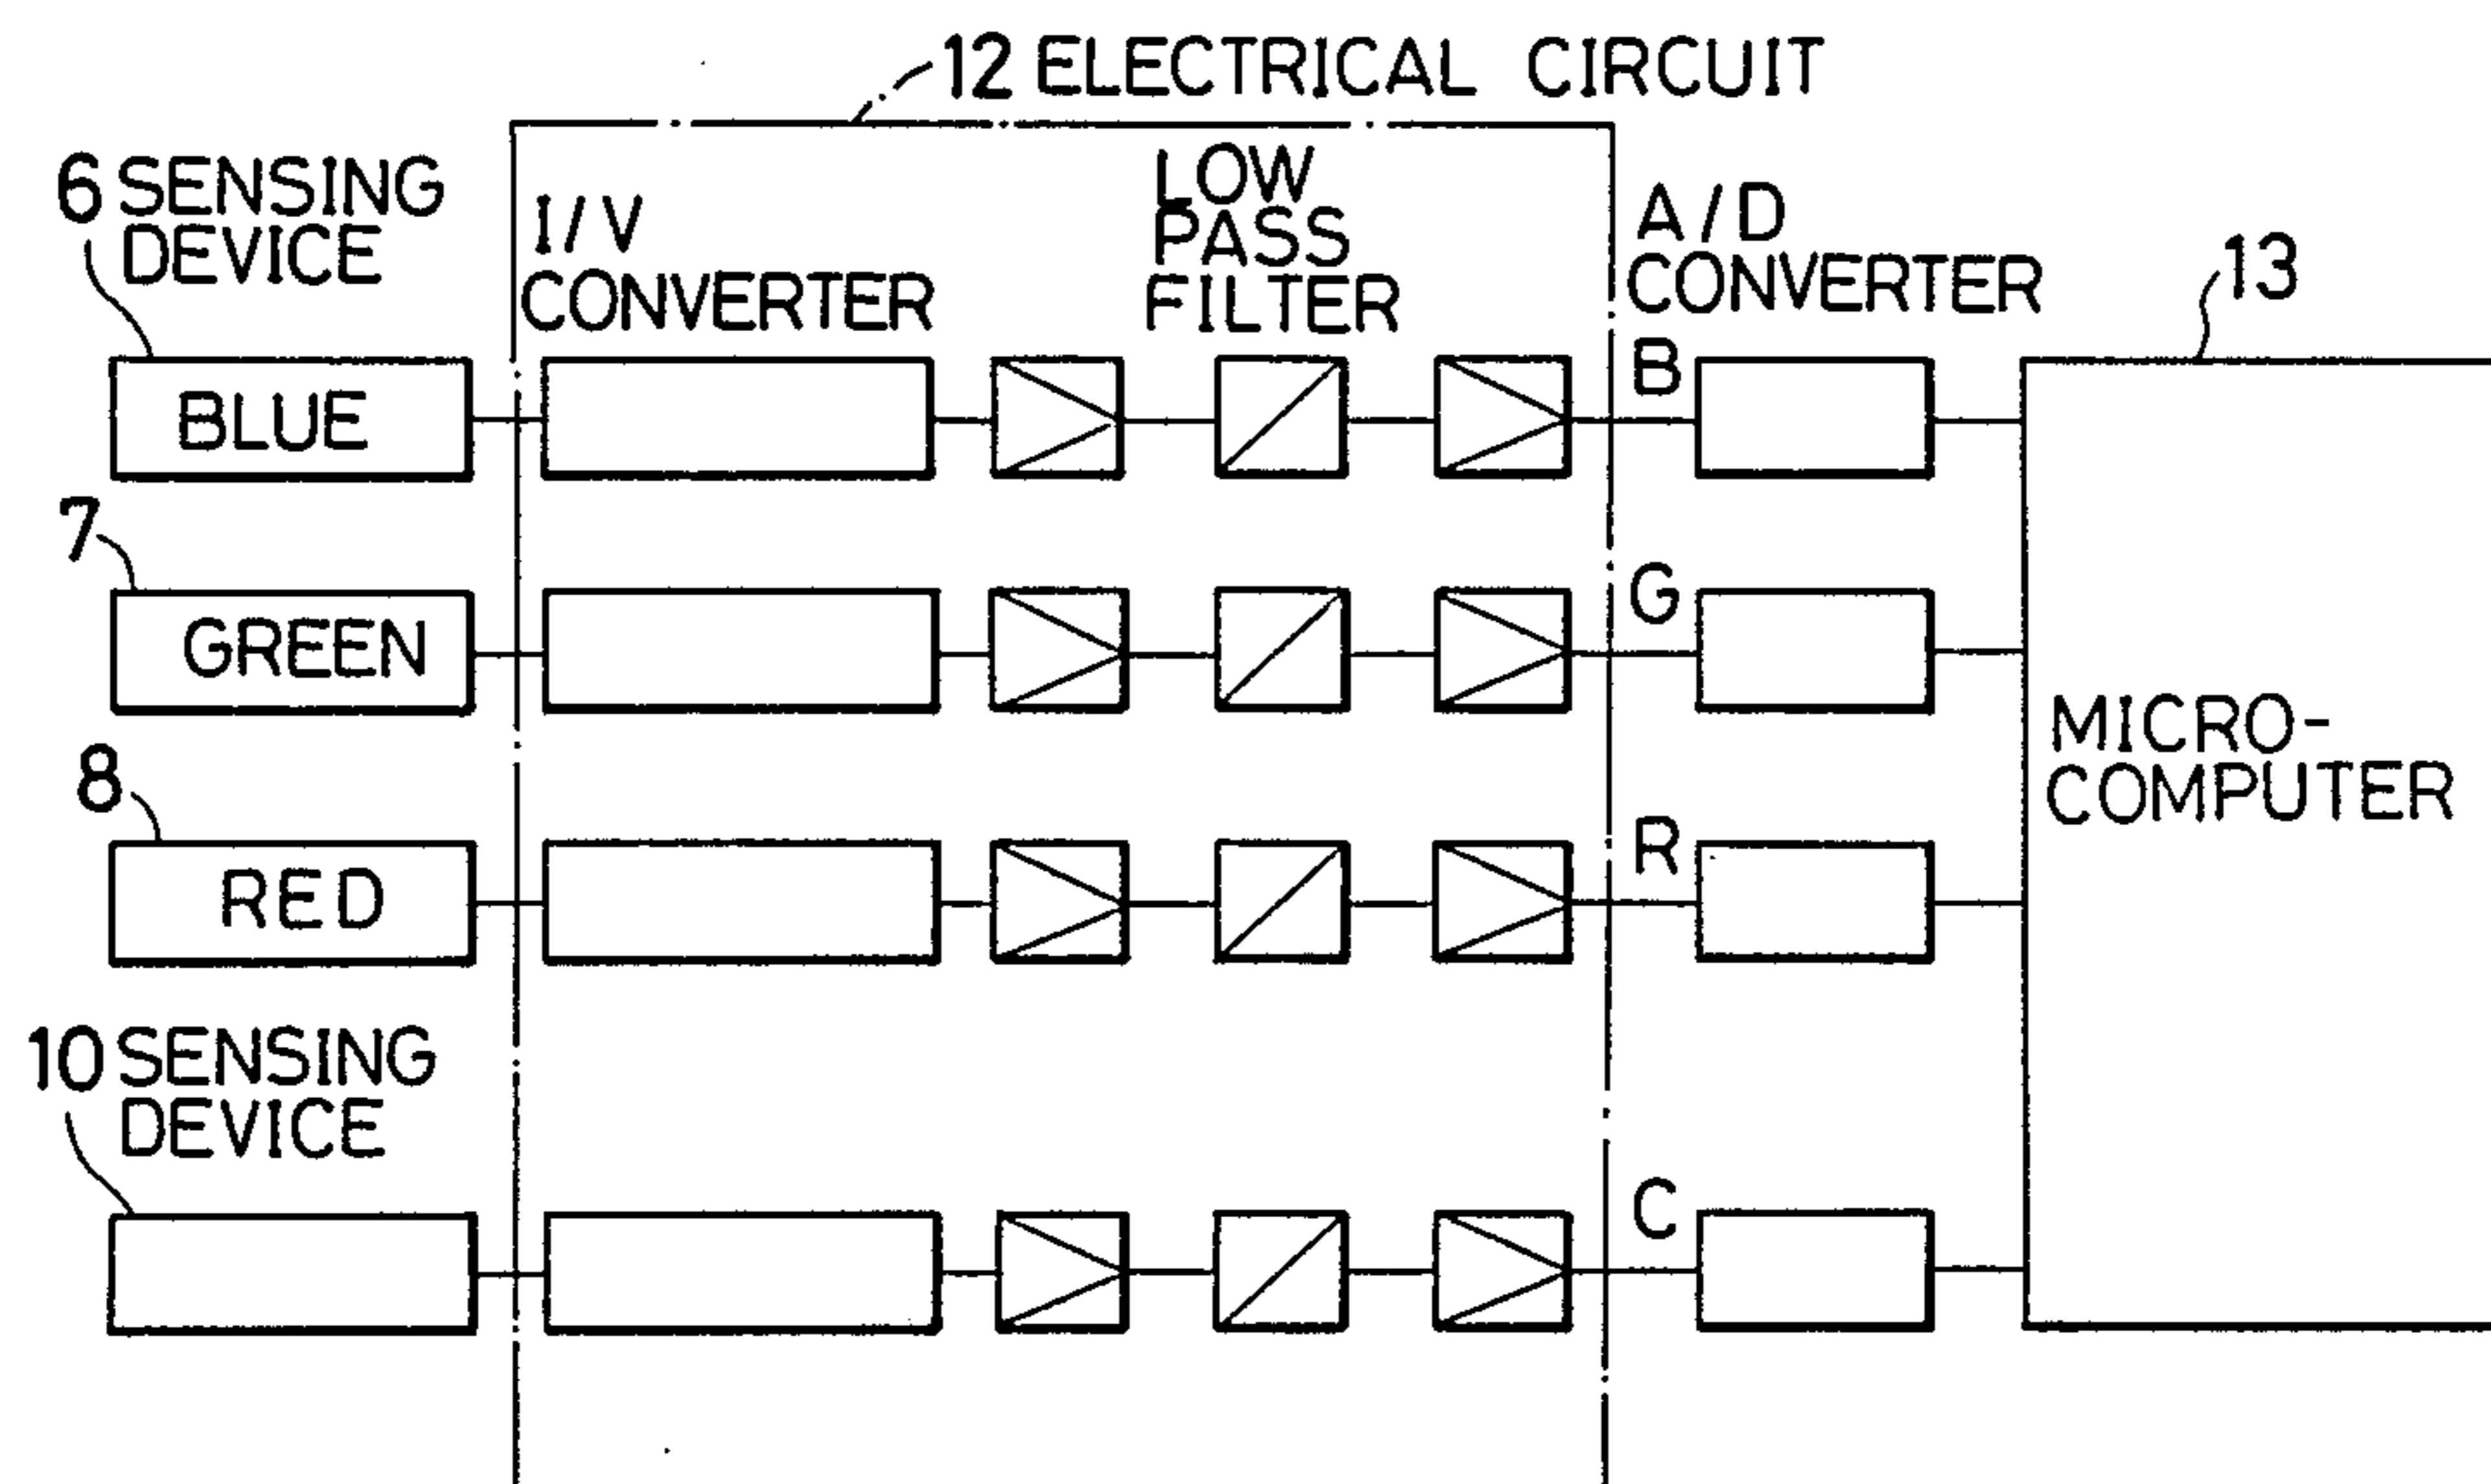 12 ELECTRICAL CIRCUIT
6 SENSING
DEVICE
I/V
CONVERTER
LOW
PASS
FILTER
A/D
CONVERTER
13
BLUE
B
7
GREEN
G
MICRO-
COMPUTER
8
RED
R
10 SENSING
DEVICE
C